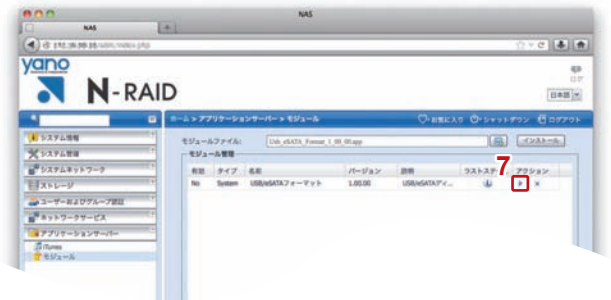 NAS
NAS
yano
N-RAID
日本語
ホーム > アプリケーションサーバー > モジュール
お気に入り
シャットダウン
ログアウト
システム情報
システム管理
システムネットワーク
ストレージ
ユーザーおよびグループ認証
ネットワークサービス
アプリケーションサーバー
iTunes
モジュール
モジュールファイル:
Usb_eSATA_Format_1_00_00.app
インストール
モジュール管理
有効 タイプ 名前 バージョン 説明 ラストステ... アクション
7
No System USB/eSATAフォーマット 1.00.00 USB/eSATAディ...